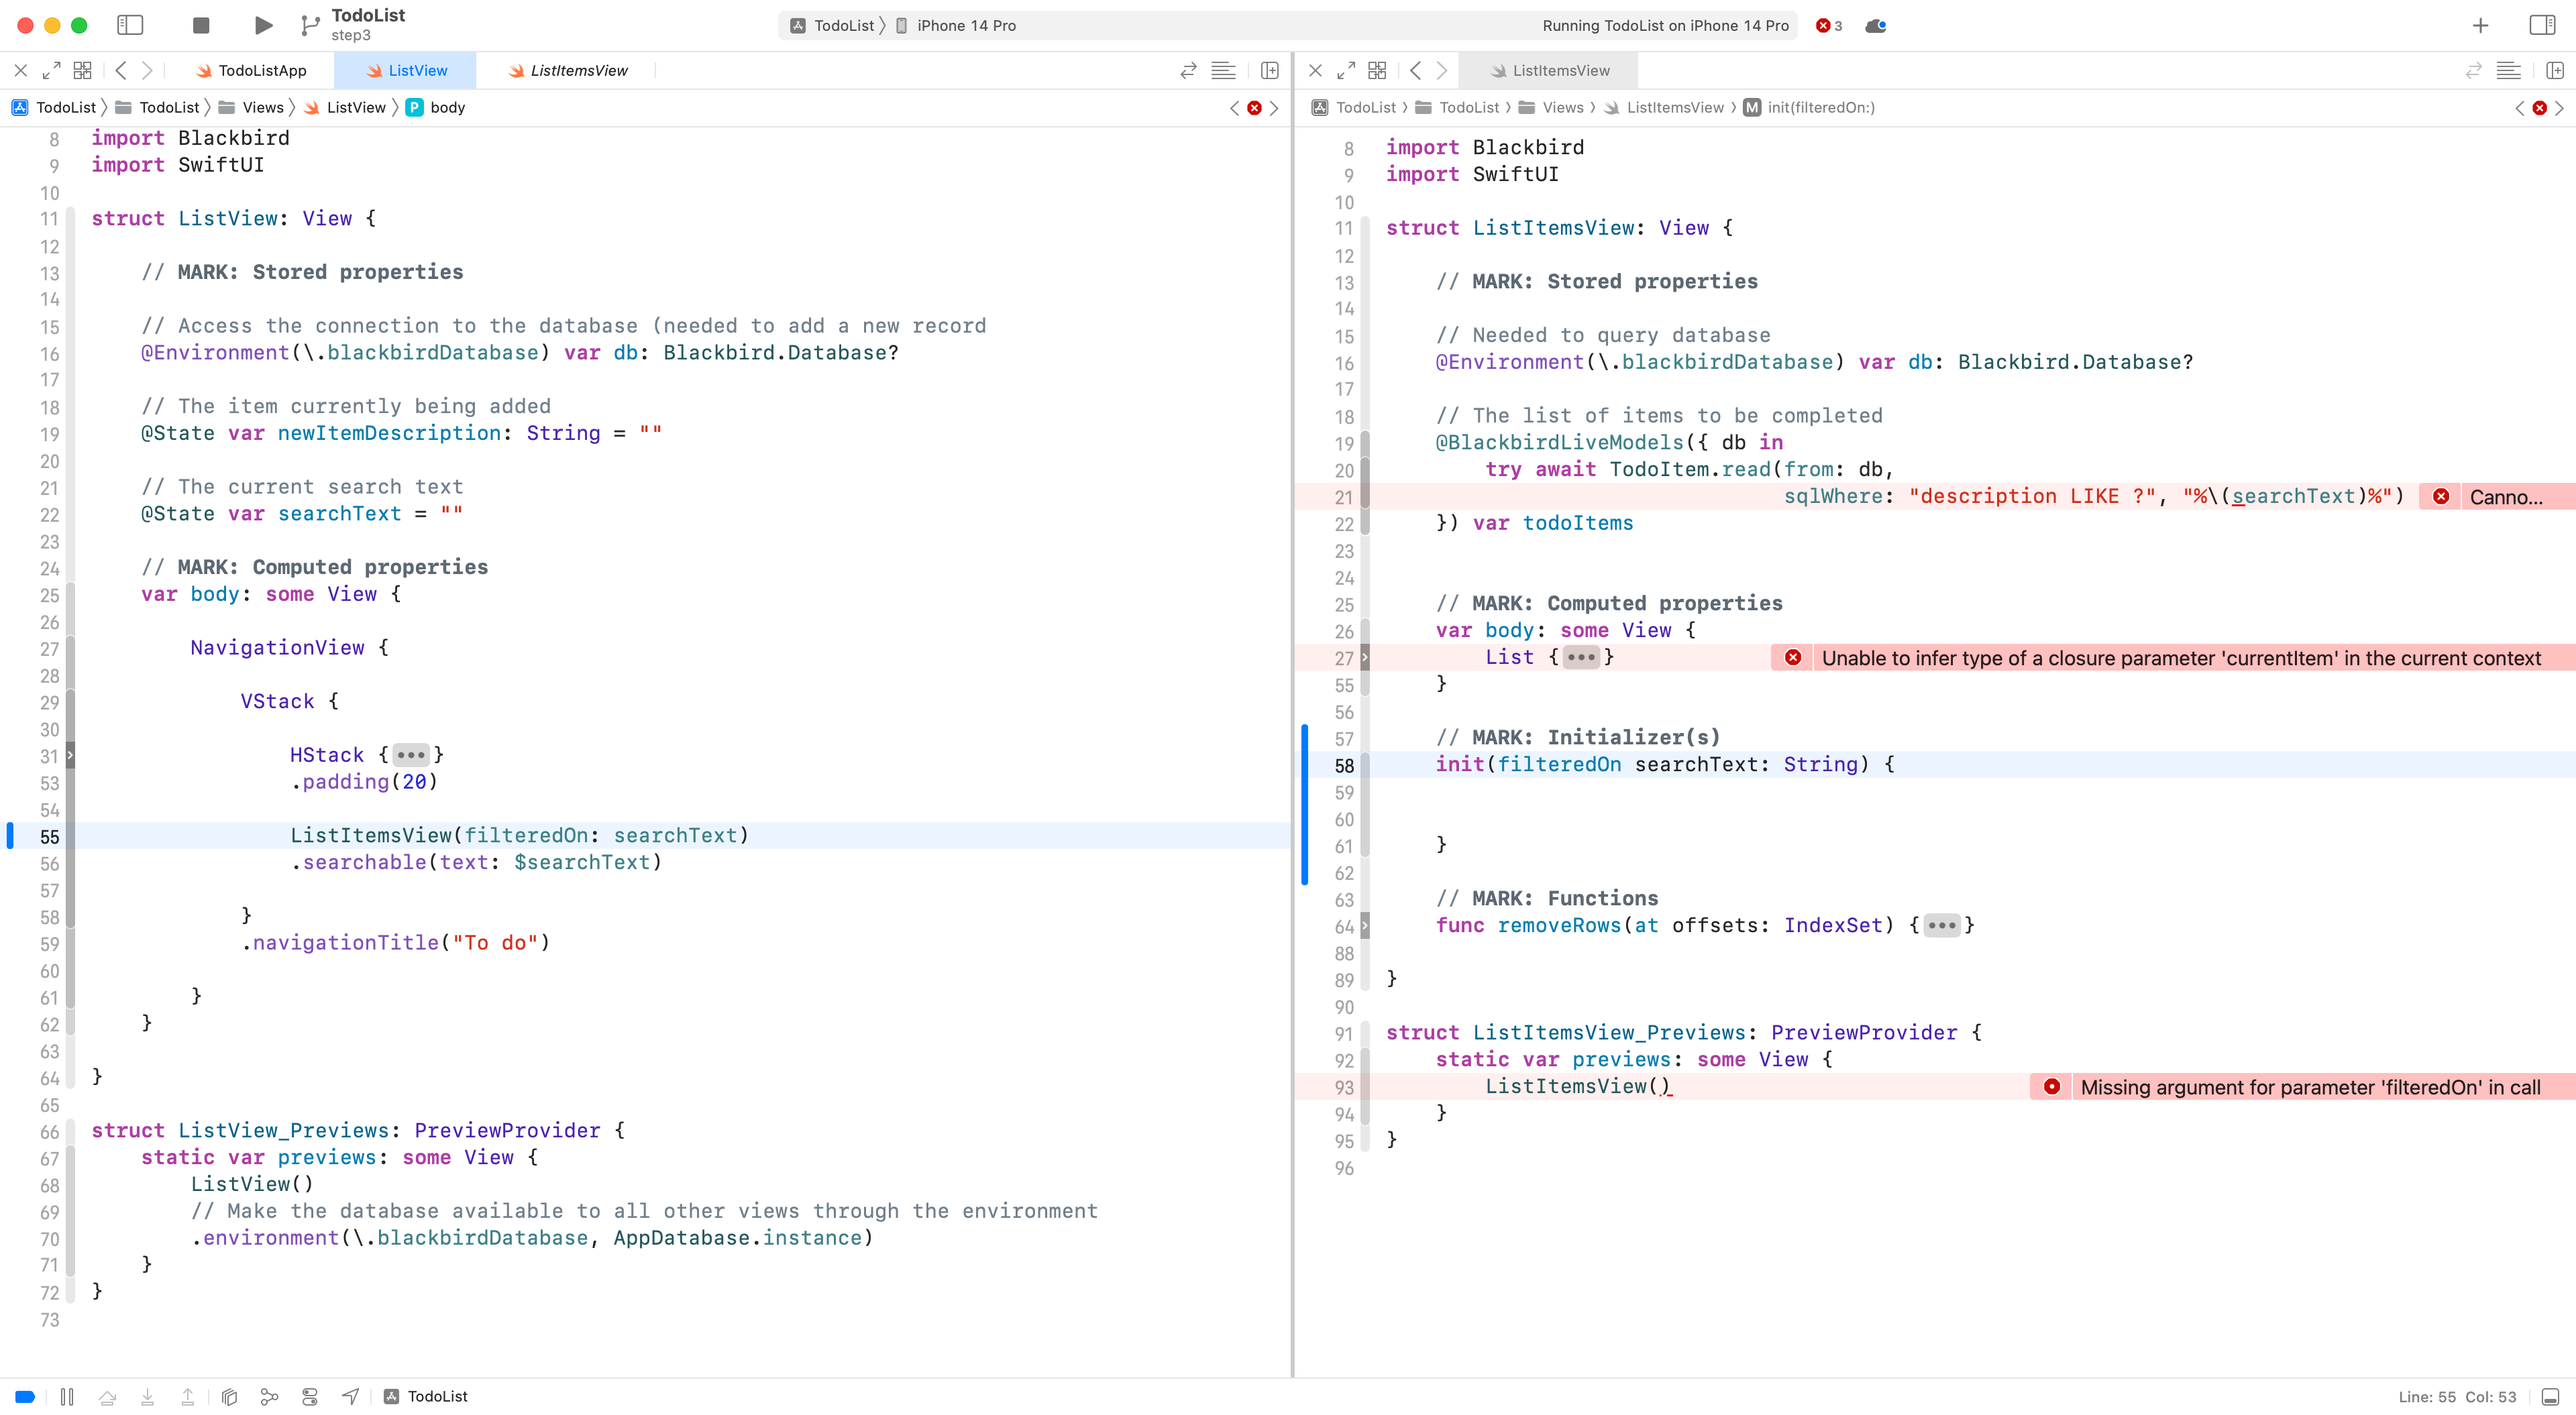 TodoList
step3
TodoList
iPhone 14 Pro
Running TodoList on iPhone 14 Pro
3
TodoListApp
ListView
ListItemsView
TodoList
TodoList
Views
ListView
P
body
8 import Blackbird
9 import SwiftUI
10
11 struct ListView: View {
12
13 // MARK: Stored properties
14
15 // Access the connection to the database (needed to add a new record
16 @Environment(\.blackbirdDatabase) var db: Blackbird.Database?
17
18 // The item currently being added
19 @State var newItemDescription: String = ""
20
21 // The current search text
22 @State var searchText = ""
23
24 // MARK: Computed properties
25 var body: some View {
26
27 NavigationView {
28
29 VStack {
30
31 HStack {•••}
53 .padding(20)
54
55 ListItemsView(filteredOn: searchText)
56 .searchable(text: $searchText)
57
58 }
59 .navigationTitle("To do")
60
61 }
62 }
63
64 }
65
66 struct ListView_Previews: PreviewProvider {
67 static var previews: some View {
68 ListView()
69 // Make the database available to all other views through the environment
70 .environment(\.blackbirdDatabase, AppDatabase.instance)
71 }
72 }
73
ListItemsView
TodoList
TodoList
Views
ListItemsView
M
init(filteredOn:)
8 import Blackbird
9 import SwiftUI
10
11 struct ListItemsView: View {
12
13 // MARK: Stored properties
14
15 // Needed to query database
16 @Environment(\.blackbirdDatabase) var db: Blackbird.Database?
17
18 // The list of items to be completed
19 @BlackbirdLiveModels({ db in
20 try await TodoItem.read(from: db,
21 sqlWhere: "description LIKE ?", "%\(searchText)%") Canno...
22 }) var todoItems
23
24
25 // MARK: Computed properties
26 var body: some View {
27 List {•••} Unable to infer type of a closure parameter 'currentItem' in the current context
55 }
56
57 // MARK: Initializer(s)
58 init(filteredOn searchText: String) {
59
60
61 }
62
63 // MARK: Functions
64 func removeRows(at offsets: IndexSet) {•••}
88
89 }
90
91 struct ListItemsView_Previews: PreviewProvider {
92 static var previews: some View {
93 ListItemsView() Missing argument for parameter 'filteredOn' in call
94 }
95 }
96
TodoList
Line: 55 Col: 53